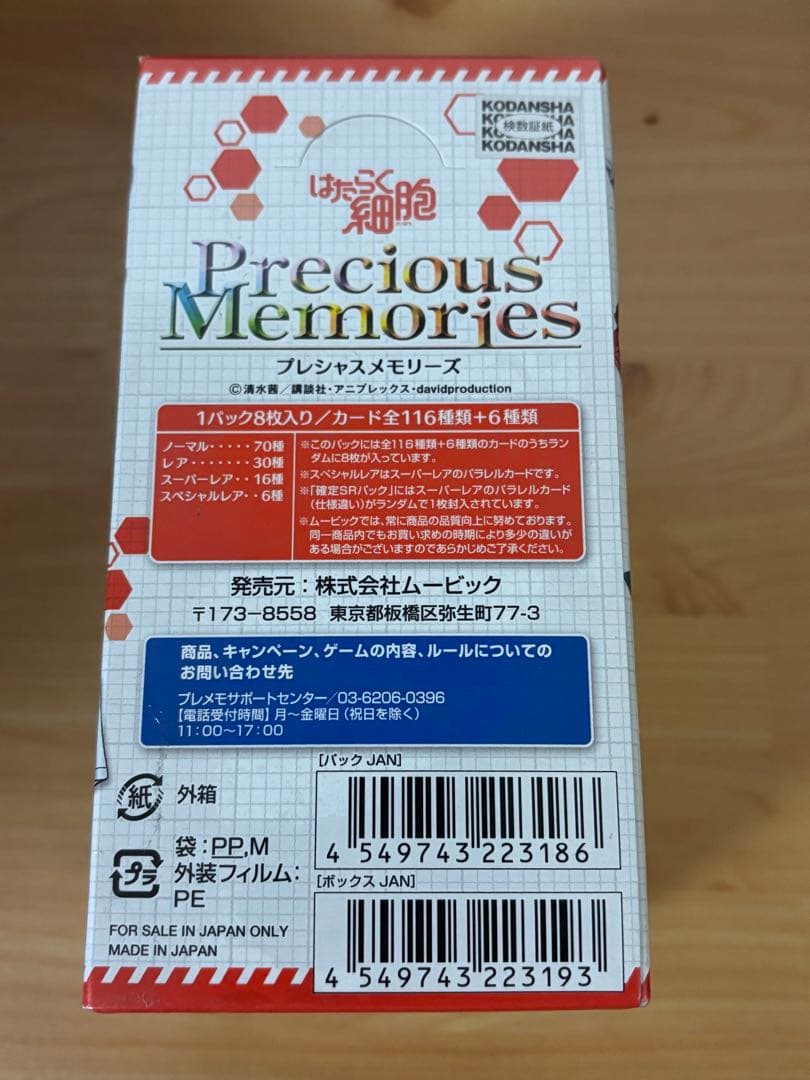 KODANSHA
検数証紙
KODANSHA
はたらく
細胞
Precious
Memories
プレシャスメモリーズ
©清水茜/講談社・アニプレックス・davidproduction
1パック8枚入り/カード全116種類+6種類
ノーマル・・・・・70種
レア・・・・・・・30種
スーパーレア・・16種
スペシャルレア・・6種
※このパックには全116種類+6種類のカードのうちラン
ダムに8枚が入っています。
※スペシャルレアはスーパーレアのパラレルカードです。
※「確定SRパック」にはスーパーレアのパラレルカード
(仕様違い)がランダムで1枚封入されています。
※ムービックでは、常に商品の品質向上に努めております。
同一商品内でもお買い求めの時期により多少の違いが
ある場合がございますのであらかじめご了承ください。
発売元:株式会社ムービック
〒173-8558 東京都板橋区弥生町77-3
商品、キャンペーン、ゲームの内容、ルールについての
お問い合わせ先
プレメモサポートセンター/03-6206-0396
【電話受付時間】月〜金曜日(祝日を除く)
11:00〜17:00
[パック JAN]
4 549743 223186
紙 外箱
プラ
袋:PP,M
外装フィルム:
PE
[ボックス JAN]
4 549743 223193
FOR SALE IN JAPAN ONLY
MADE IN JAPAN